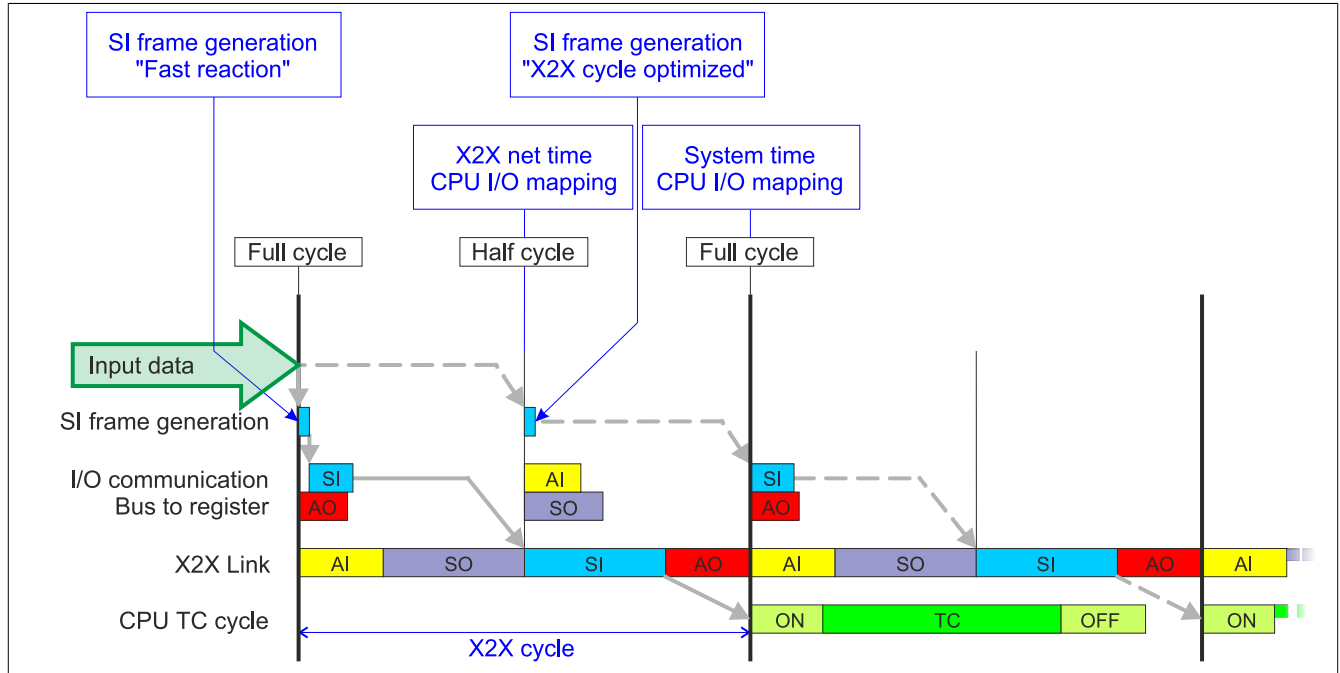 SI frame generation
"Fast reaction"
SI frame generation
"X2X cycle optimized"
X2X net time
CPU I/O mapping
System time
CPU I/O mapping
Full cycle
Half cycle
Full cycle
Input data
SI frame generation
I/O communication
SI
AI
SI
Bus to register
AO
SO
AO
X2X Link
AI
SO
SI
AO
AI
SO
SI
AO
AI
CPU TC cycle
ON
TC
OFF
ON
X2X cycle